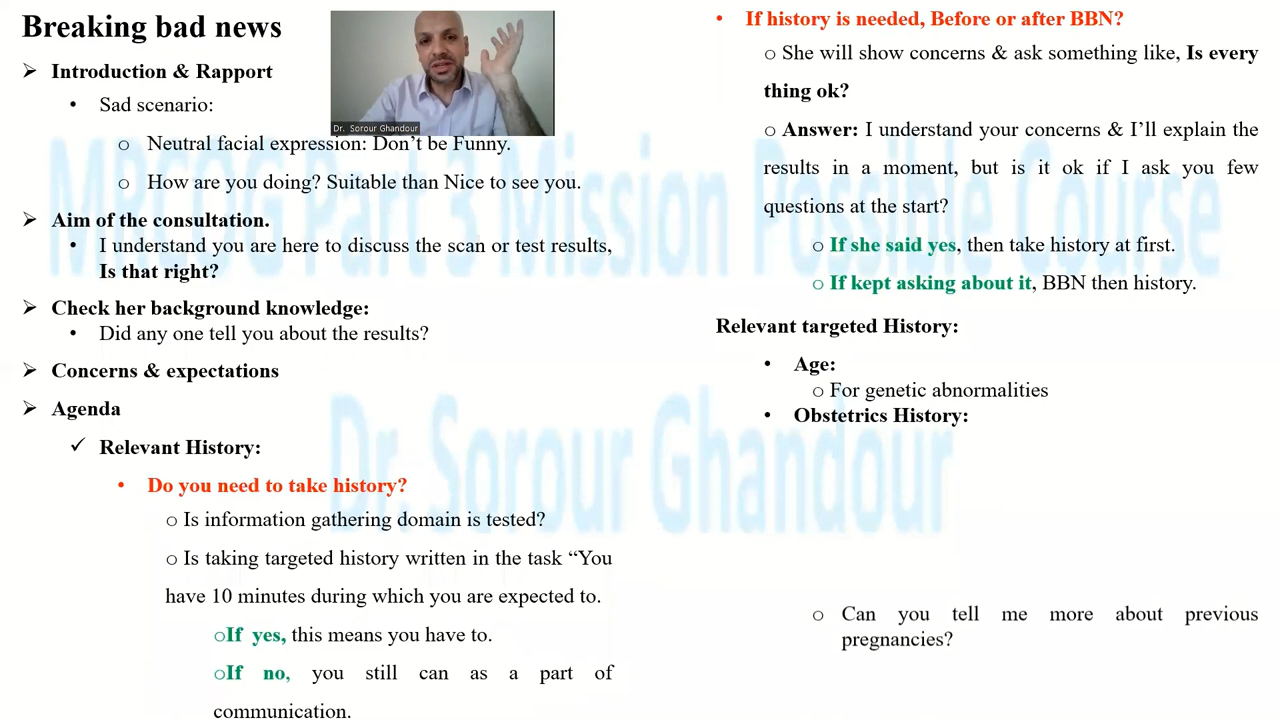 Breaking bad news
➢ Introduction & Rapport
• Sad scenario:
o Neutral facial expression: Don't be Funny.
o How are you doing? Suitable than Nice to see you.
➢ Aim of the consultation.
• I understand you are here to discuss the scan or test results,
Is that right?
➢ Check her background knowledge:
• Did any one tell you about the results?
➢ Concerns & expectations
➢ Agenda
✓ Relevant History:
• Do you need to take history?
o Is information gathering domain is tested?
o Is taking targeted history written in the task “You
have 10 minutes during which you are expected to.
oIf yes, this means you have to.
oIf no, you still can as a part of
communication.
Dr. Sorour Ghandour
• If history is needed, Before or after BBN?
o She will show concerns & ask something like, Is every
thing ok?
o Answer: I understand your concerns & I’ll explain the
results in a moment, but is it ok if I ask you few
questions at the start?
o If she said yes, then take history at first.
o If kept asking about it, BBN then history.
Relevant targeted History:
• Age:
o For genetic abnormalities
• Obstetrics History:
o Can you tell me more about previous
pregnancies?
MRCOG Part 3 Mission Possible Course
Dr. Sorour Ghandour